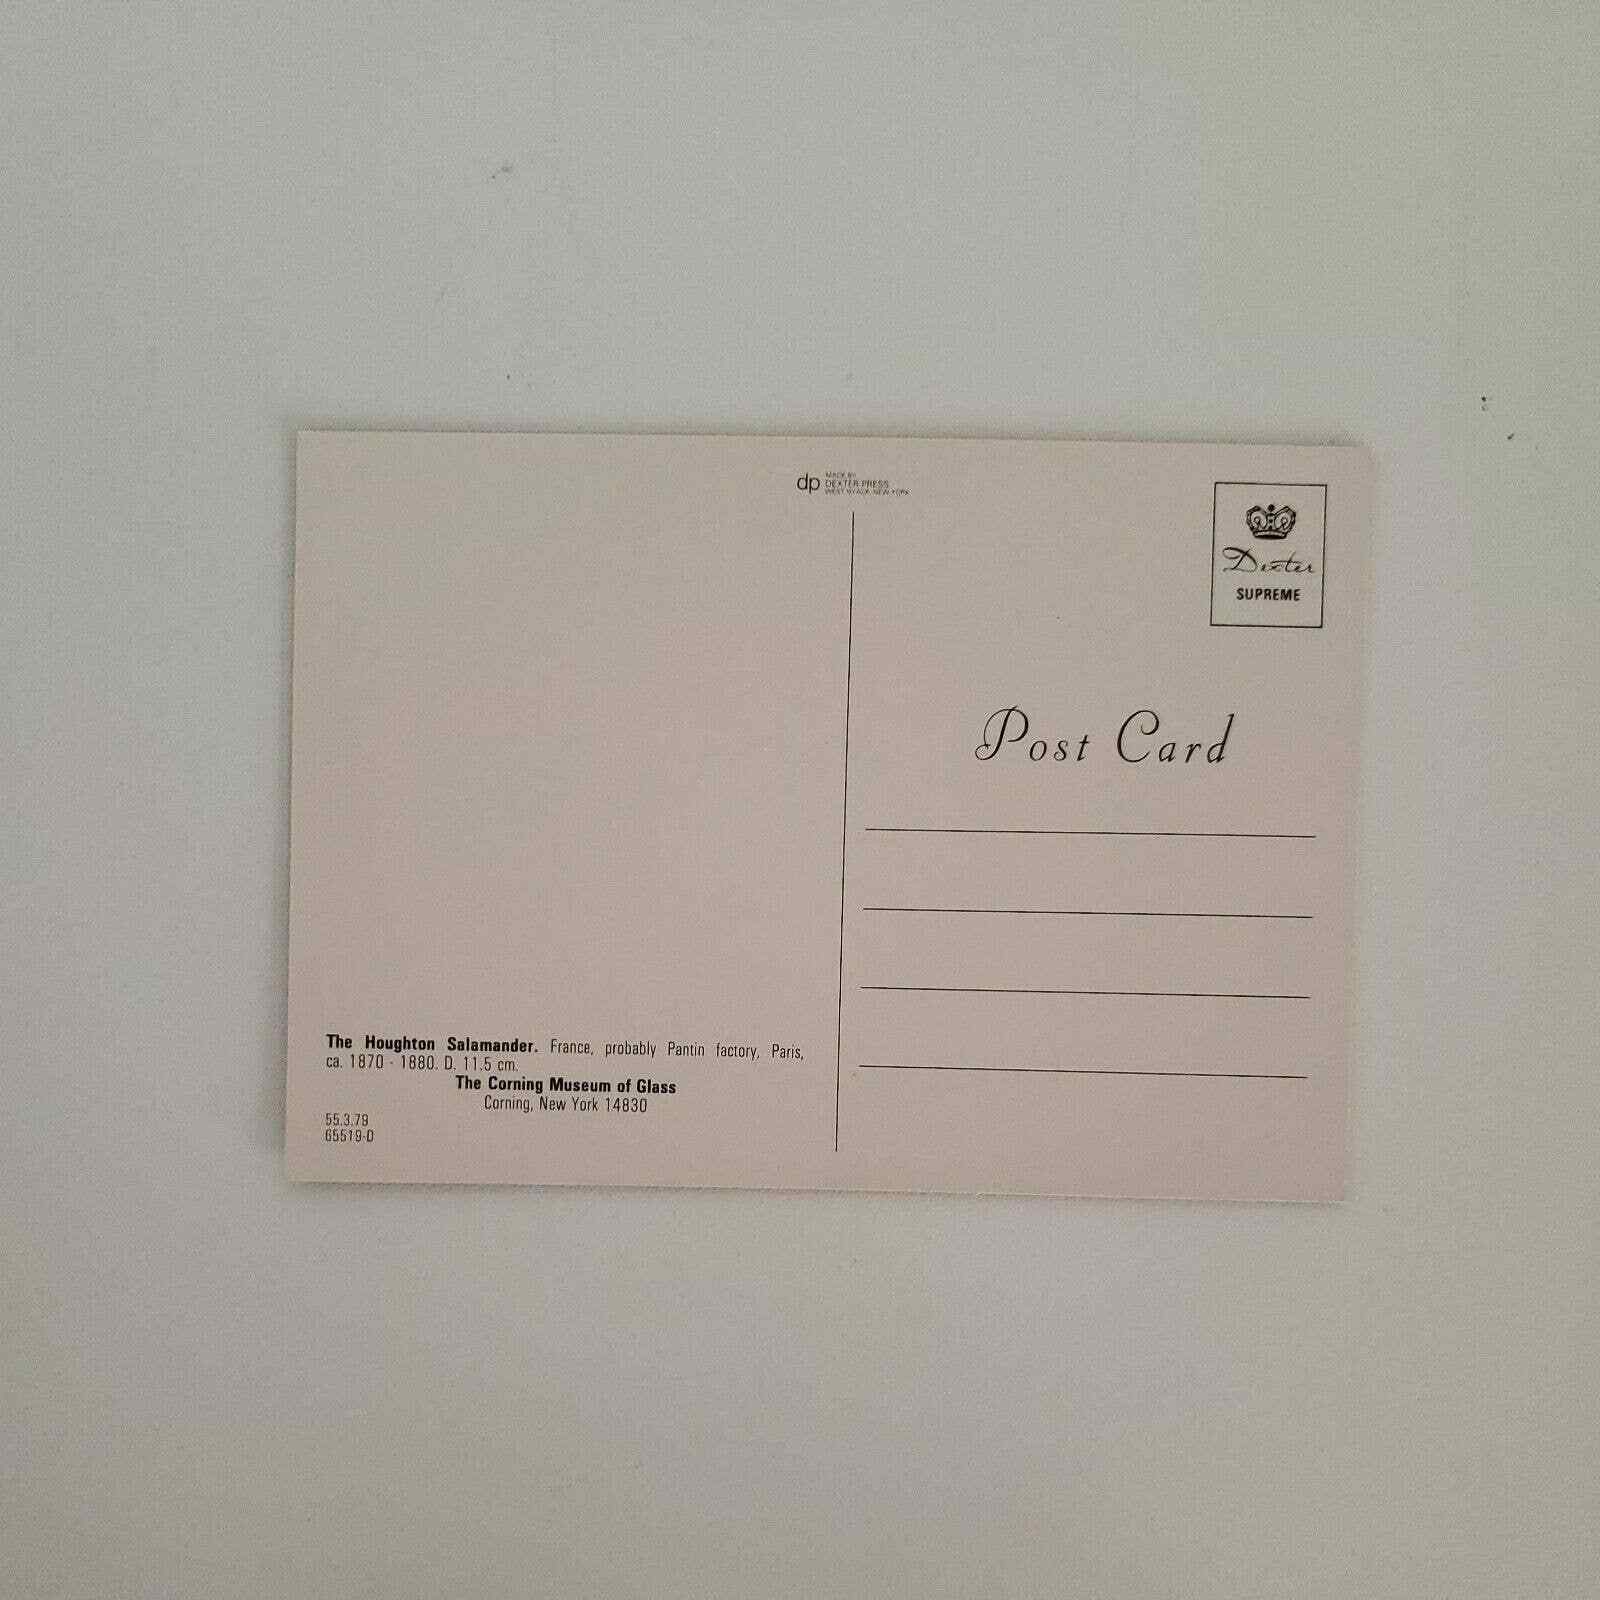 dp MADE BY
DEXTER PRESS
WEST NYACK, NEW YORK
Dexter
SUPREME
Post Card
The Houghton Salamander. France, probably Pantin factory, Paris,
ca. 1870 - 1880. D. 11.5 cm.
The Corning Museum of Glass
Corning, New York 14830
55.3.79
65519-D